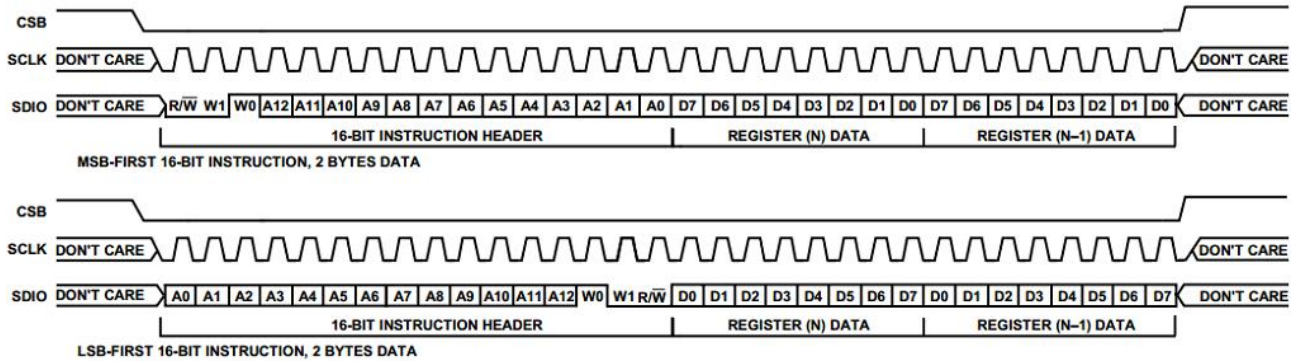 CSB
SCLK DON'T CARE DON'T CARE
SDIO DON'T CARE R/W̅ W1 W0 A12 A11 A10 A9 A8 A7 A6 A5 A4 A3 A2 A1 A0 D7 D6 D5 D4 D3 D2 D1 D0 D7 D6 D5 D4 D3 D2 D1 D0 DON'T CARE
16-BIT INSTRUCTION HEADER REGISTER (N) DATA REGISTER (N–1) DATA
MSB-FIRST 16-BIT INSTRUCTION, 2 BYTES DATA
CSB
SCLK DON'T CARE DON'T CARE
SDIO DON'T CARE A0 A1 A2 A3 A4 A5 A6 A7 A8 A9 A10 A11 A12 W0 W1 R/W̅ D0 D1 D2 D3 D4 D5 D6 D7 D0 D1 D2 D3 D4 D5 D6 D7 DON'T CARE
16-BIT INSTRUCTION HEADER REGISTER (N) DATA REGISTER (N–1) DATA
LSB-FIRST 16-BIT INSTRUCTION, 2 BYTES DATA